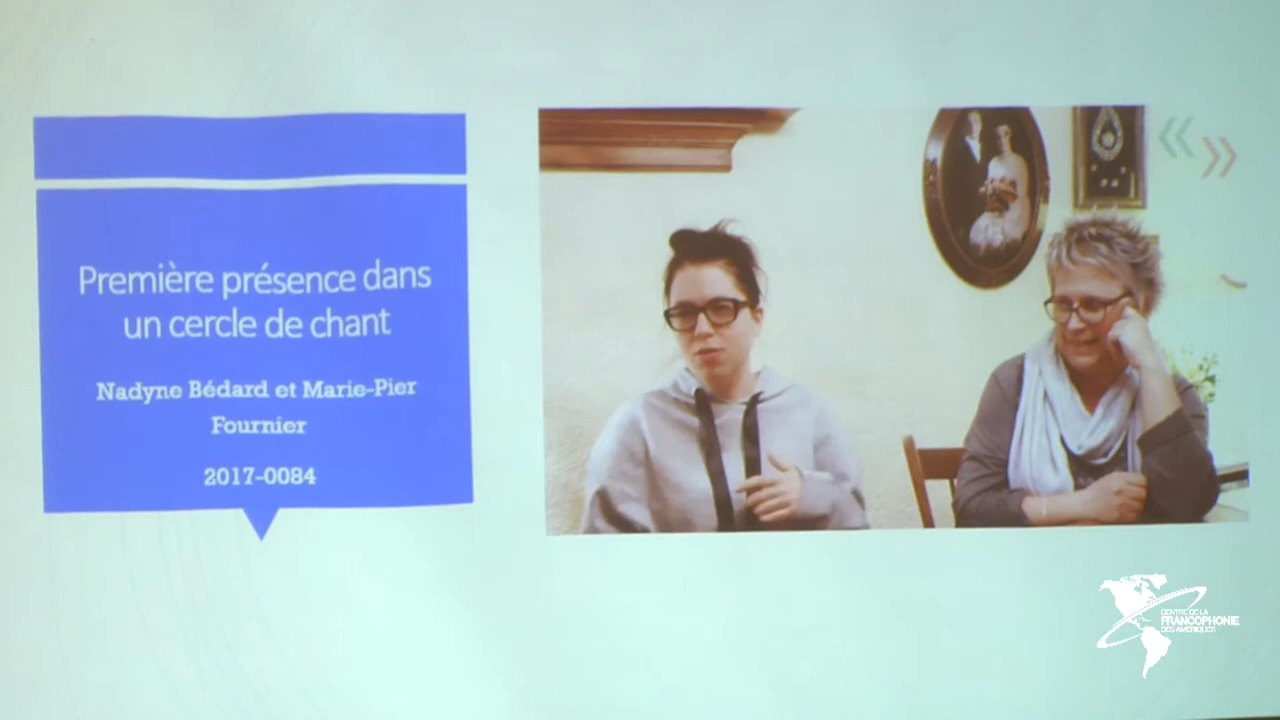 Première présence dans
un cercle de chant
Nadyne Bédard et Marie-Pier
Fournier
2017-0084
« »
CENTRE DE LA
FRANCOPHONIE
DES AMÉRIQUES